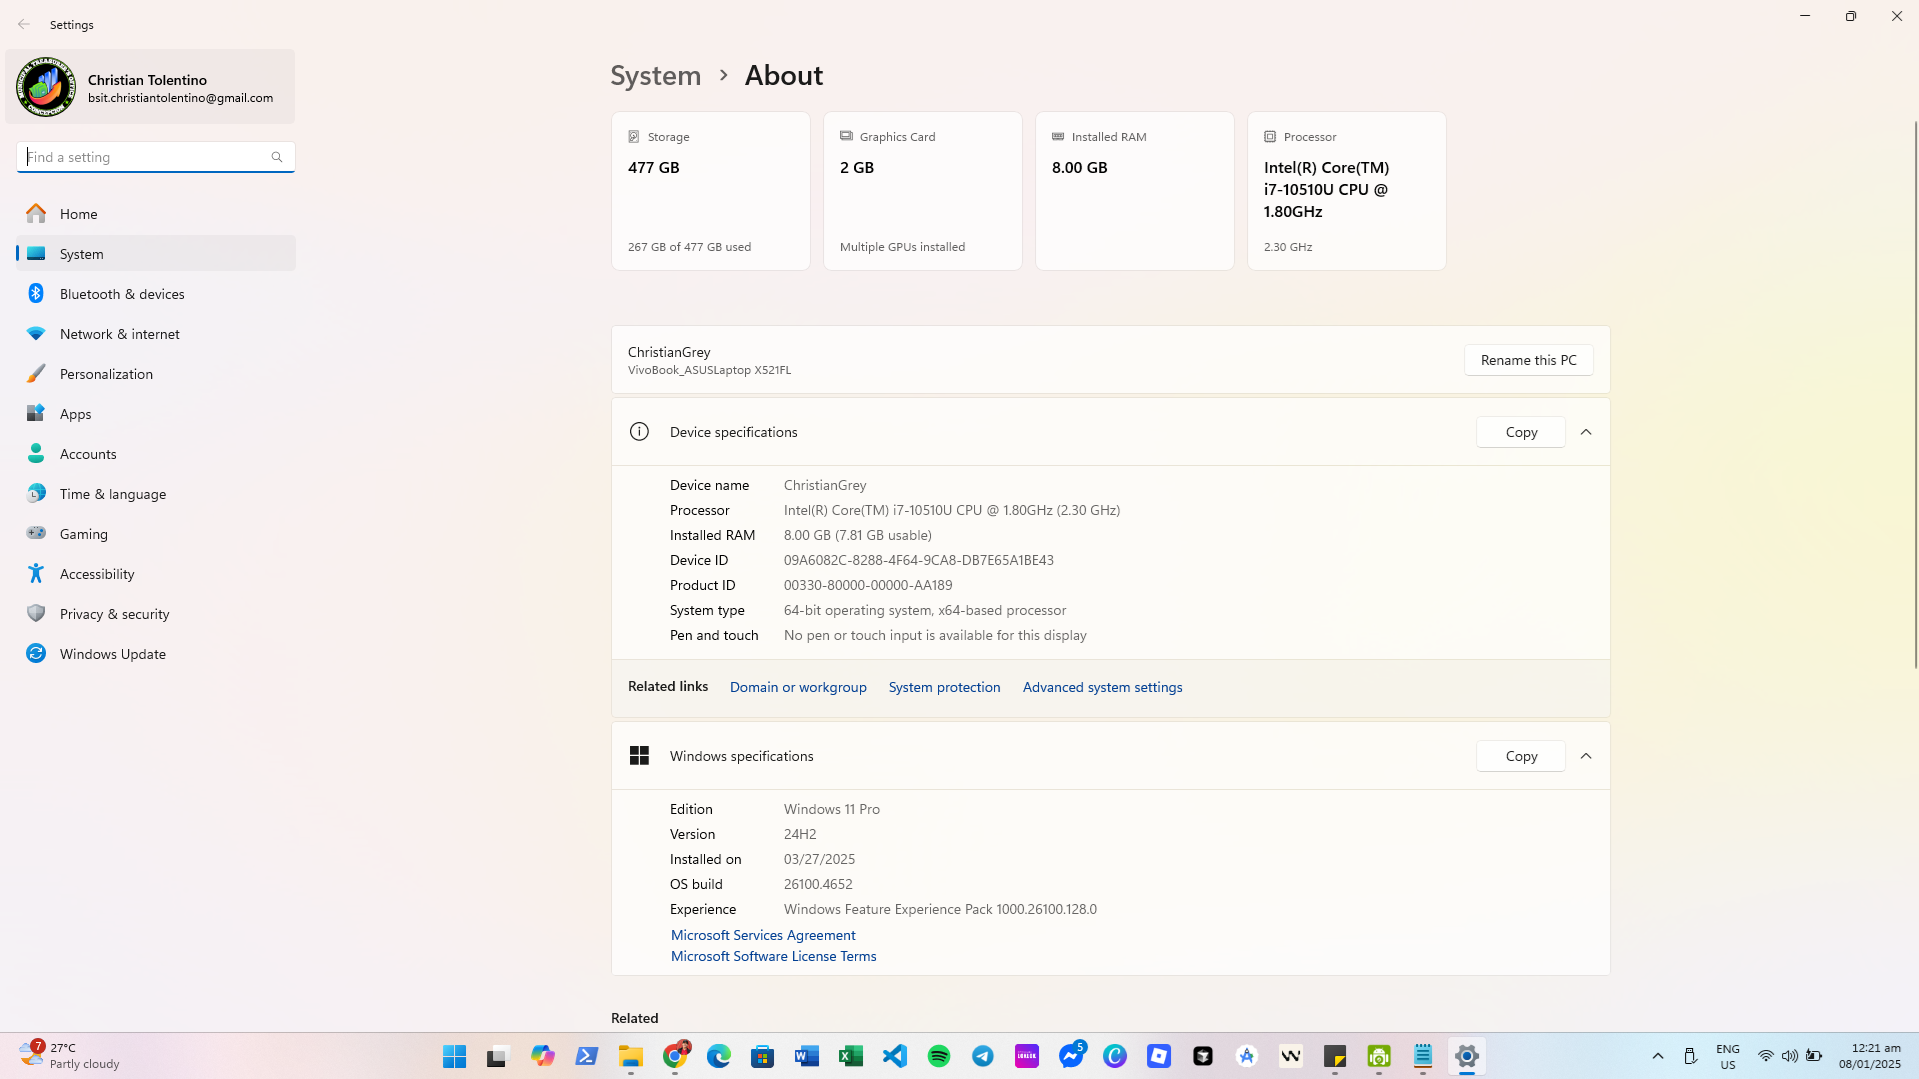 Settings
MUNICIPAL TREASURER'S OFFICE
CONCEPCION
Christian Tolentino
bsit.christiantolentino@gmail.com
Find a setting
Home
System
Bluetooth & devices
Network & internet
Personalization
Apps
Accounts
Time & language
Gaming
Accessibility
Privacy & security
Windows Update
System > About
Storage
477 GB
267 GB of 477 GB used
Graphics Card
2 GB
Multiple GPUs installed
Installed RAM
8.00 GB
Processor
Intel(R) Core(TM)
i7-10510U CPU @
1.80GHz
2.30 GHz
ChristianGrey
VivoBook_ASUSLaptop X521FL
Rename this PC
Device specifications
Copy
Device name ChristianGrey
Processor Intel(R) Core(TM) i7-10510U CPU @ 1.80GHz (2.30 GHz)
Installed RAM 8.00 GB (7.81 GB usable)
Device ID 09A6082C-8288-4F64-9CA8-DB7E65A1BE43
Product ID 00330-80000-00000-AA189
System type 64-bit operating system, x64-based processor
Pen and touch No pen or touch input is available for this display
Related links Domain or workgroup System protection Advanced system settings
Windows specifications
Copy
Edition Windows 11 Pro
Version 24H2
Installed on 03/27/2025
OS build 26100.4652
Experience Windows Feature Experience Pack 1000.26100.128.0
Microsoft Services Agreement
Microsoft Software License Terms
Related
7
27°C
Partly cloudy
5
ENG
US
12:21 am
08/01/2025